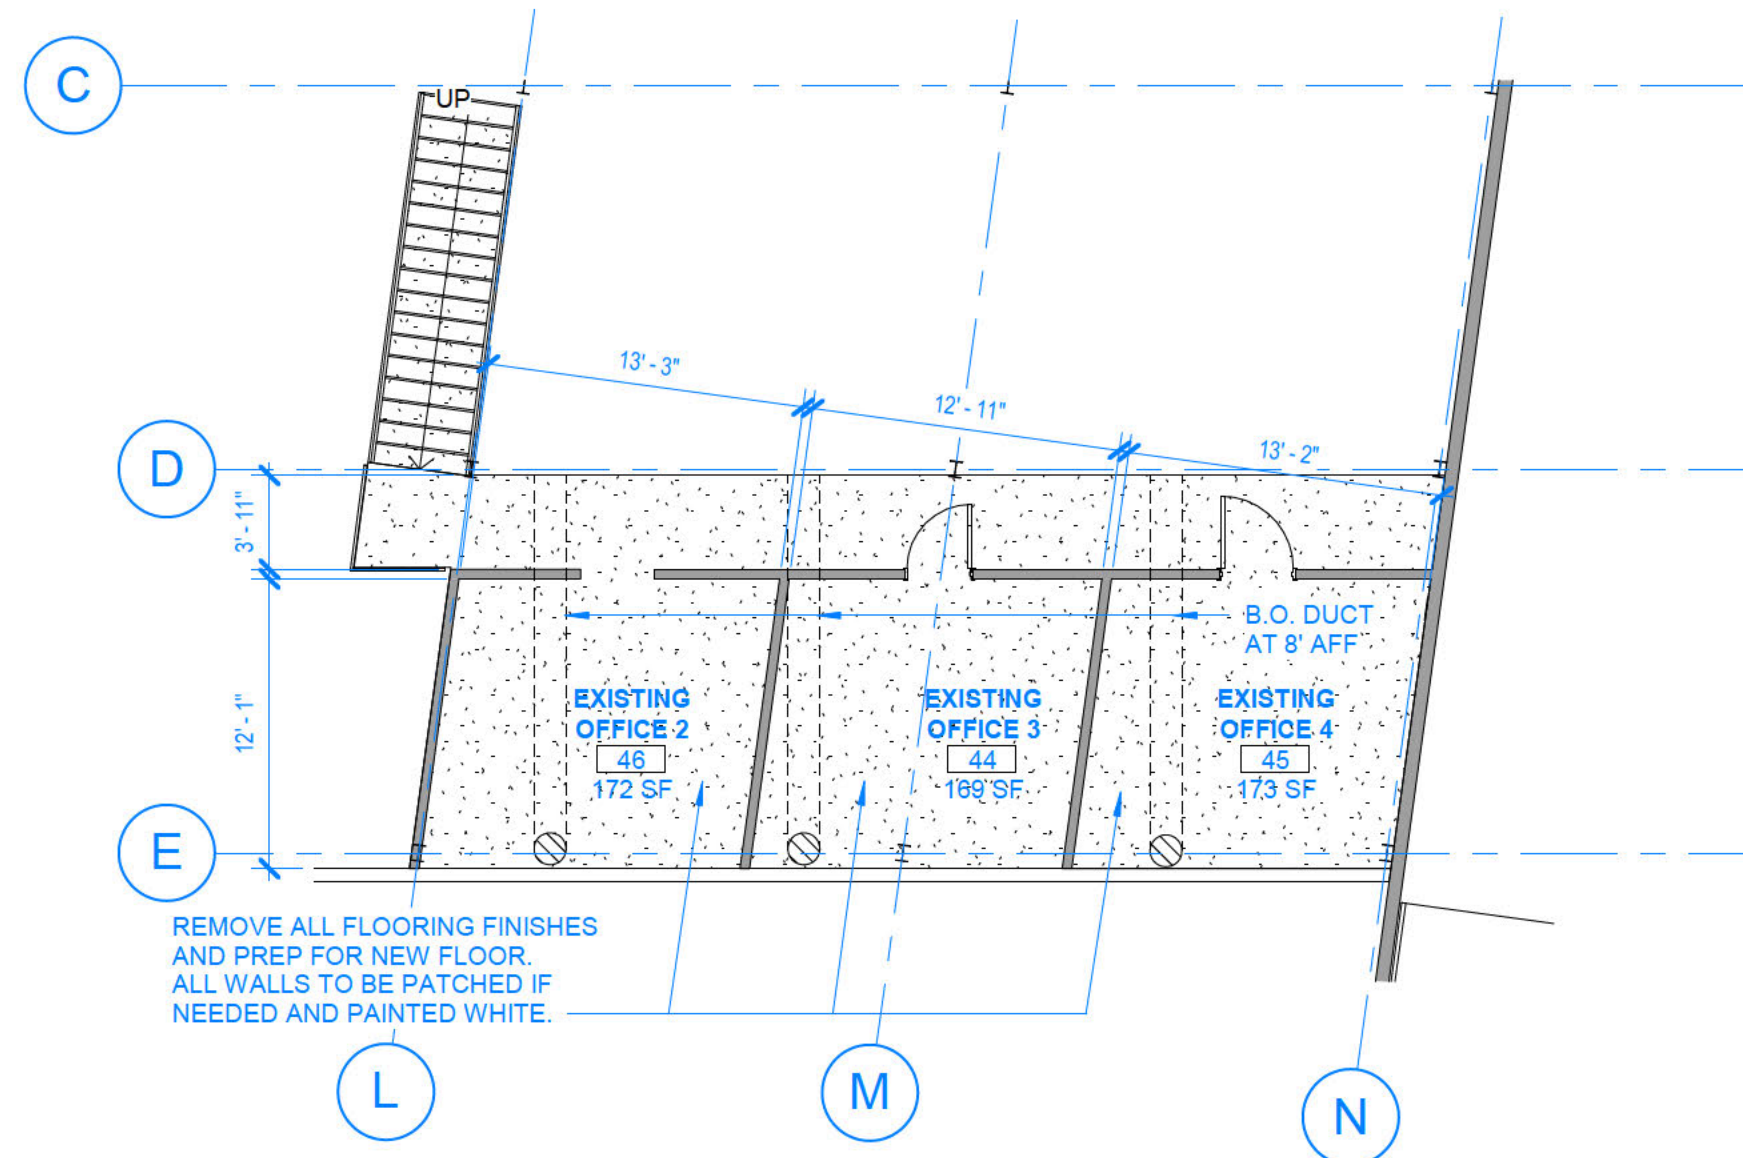 C
UP
13' - 3"
12' - 11"
13' - 2"
D
3' - 11"
B.O. DUCT
AT 8' AFF
12' - 1"
EXISTING
OFFICE 2
46
172 SF
EXISTING
OFFICE 3
44
169 SF
EXISTING
OFFICE 4
45
173 SF
E
REMOVE ALL FLOORING FINISHES
AND PREP FOR NEW FLOOR.
ALL WALLS TO BE PATCHED IF
NEEDED AND PAINTED WHITE.
L
M
N